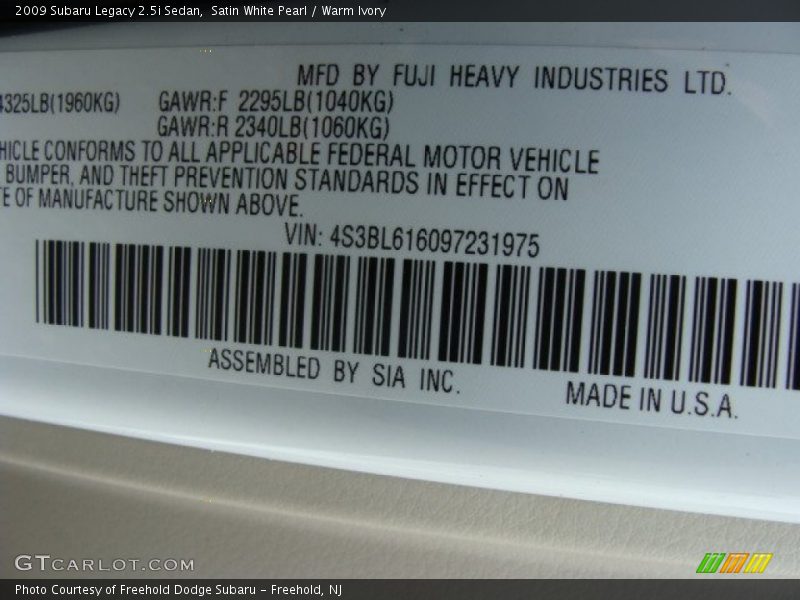 2009 Subaru Legacy 2.5i Sedan,  Satin White Pearl / Warm Ivory
MFD BY FUJI HEAVY INDUSTRIES LTD.
4325LB(1960KG) GAWR:F 2295LB(1040KG)
GAWR:R 2340LB(1060KG)
HICLE CONFORMS TO ALL APPLICABLE FEDERAL MOTOR VEHICLE
BUMPER, AND THEFT PREVENTION STANDARDS IN EFFECT ON
TE OF MANUFACTURE SHOWN ABOVE.
VIN: 4S3BL616097231975
ASSEMBLED BY SIA INC.
MADE IN U.S.A.
GTCARLOT.COM
Photo Courtesy of Freehold Dodge Subaru - Freehold, NJ